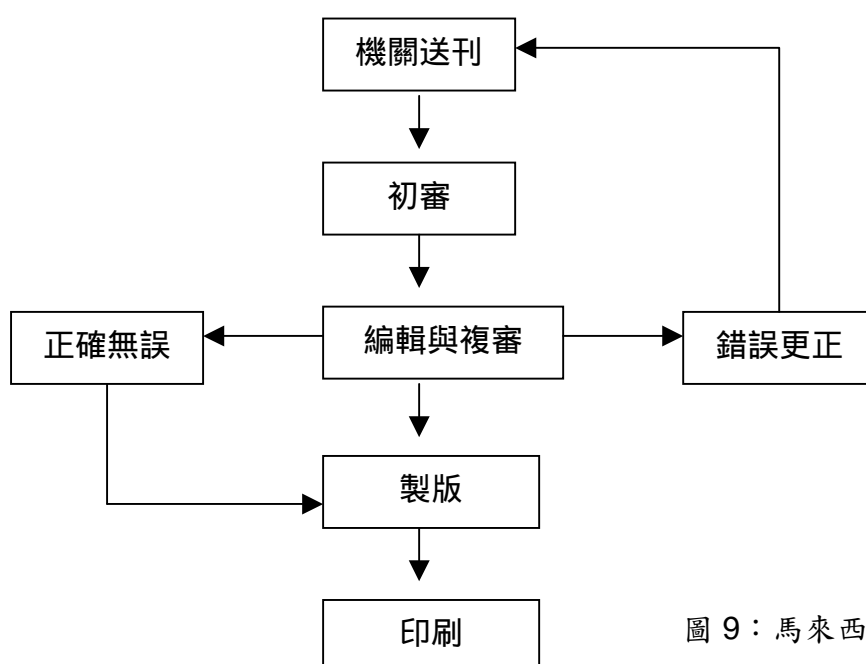 機關送刊
初審
正確無誤
編輯與複審
錯誤更正
製版
印刷
圖 9：馬來西